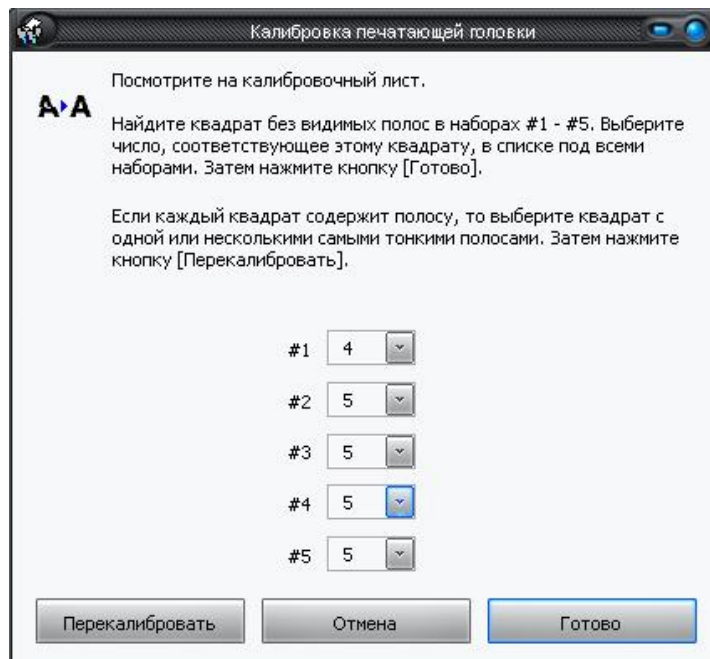 Калибровка печатающей головки
Посмотрите на калибровочный лист.
A▸A
Найдите квадрат без видимых полос в наборах #1 - #5. Выберите
число, соответствующее этому квадрату, в списке под всеми
наборами. Затем нажмите кнопку [Готово].
Если каждый квадрат содержит полосу, то выберите квадрат с
одной или несколькими самыми тонкими полосами. Затем нажмите
кнопку [Перекалибровать].
#1 4
#2 5
#3 5
#4 5
#5 5
Перекалибровать Отмена Готово